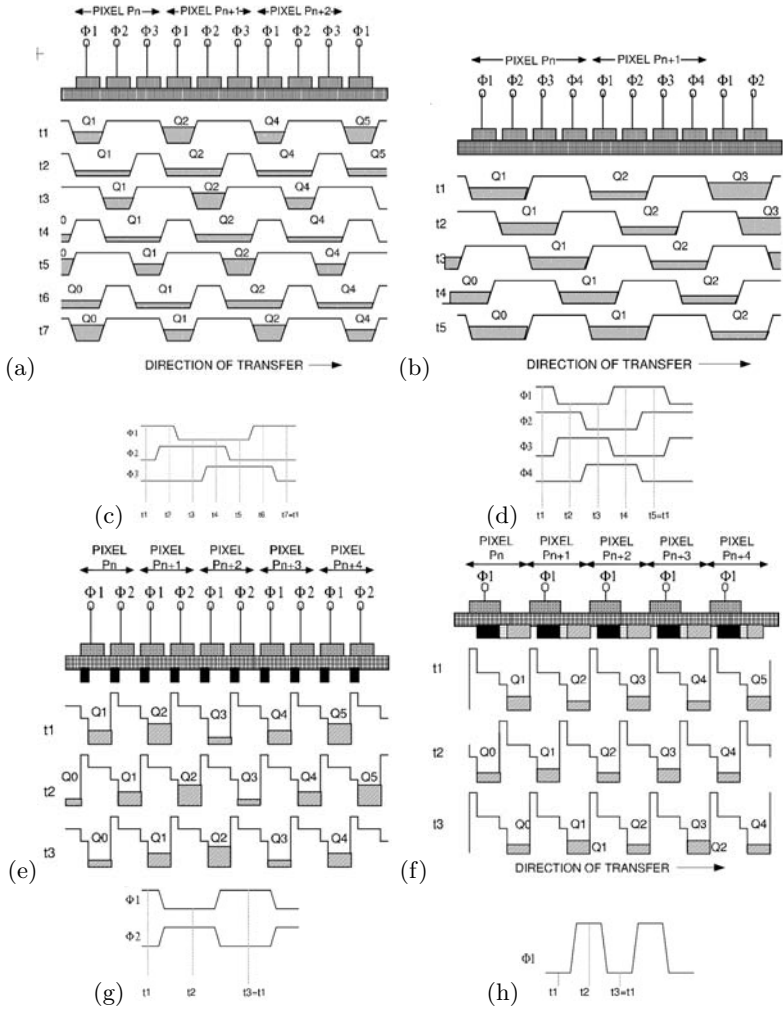 PIXEL Pn PIXEL Pn+1 PIXEL Pn+2
Φ1 Φ2 Φ3 Φ1 Φ2 Φ3 Φ1 Φ2 Φ3 Φ1
t1 Q1 Q2 Q4 Q5
t2 Q1 Q2 Q4 Q5
t3 Q1 Q2 Q4
t4 Q1 Q2 Q4
t5 Q1 Q2 Q4
t6 Q0 Q1 Q2 Q4
t7 Q0 Q1 Q2 Q4
(a) DIRECTION OF TRANSFER
PIXEL Pn PIXEL Pn+1
Φ1 Φ2 Φ3 Φ4 Φ1 Φ2 Φ3 Φ4 Φ1 Φ2
t1 Q1 Q2 Q3
t2 Q1 Q2 Q3
t3 Q1 Q2
t4 Q0 Q1 Q2
t5 Q0 Q1 Q2
(b) DIRECTION OF TRANSFER
Φ1
Φ2
Φ3
t1 t2 t3 t4 t5 t6 t7=t1
(c)
Φ1
Φ2
Φ3
Φ4
t1 t2 t3 t4 t5=t1
(d)
PIXEL PIXEL PIXEL PIXEL PIXEL
Pn Pn+1 Pn+2 Pn+3 Pn+4
Φ1 Φ2 Φ1 Φ2 Φ1 Φ2 Φ1 Φ2 Φ1 Φ2
t1 Q1 Q2 Q3 Q4 Q5
t2 Q0 Q1 Q2 Q3 Q4 Q5
t3 Q0 Q1 Q2 Q3 Q4
(e)
PIXEL PIXEL PIXEL PIXEL PIXEL
Pn Pn+1 Pn+2 Pn+3 Pn+4
Φ1 Φ1 Φ1 Φ1 Φ1
t1 Q1 Q2 Q3 Q4 Q5
t2 Q0 Q1 Q2 Q3 Q4
t3 Q0 Q1 Q2 Q3 Q4
Q1 Q2
(f) DIRECTION OF TRANSFER
Φ1
Φ2
t1 t2 t3=t1
(g)
Φ1
t1 t2 t3=t1
(h)